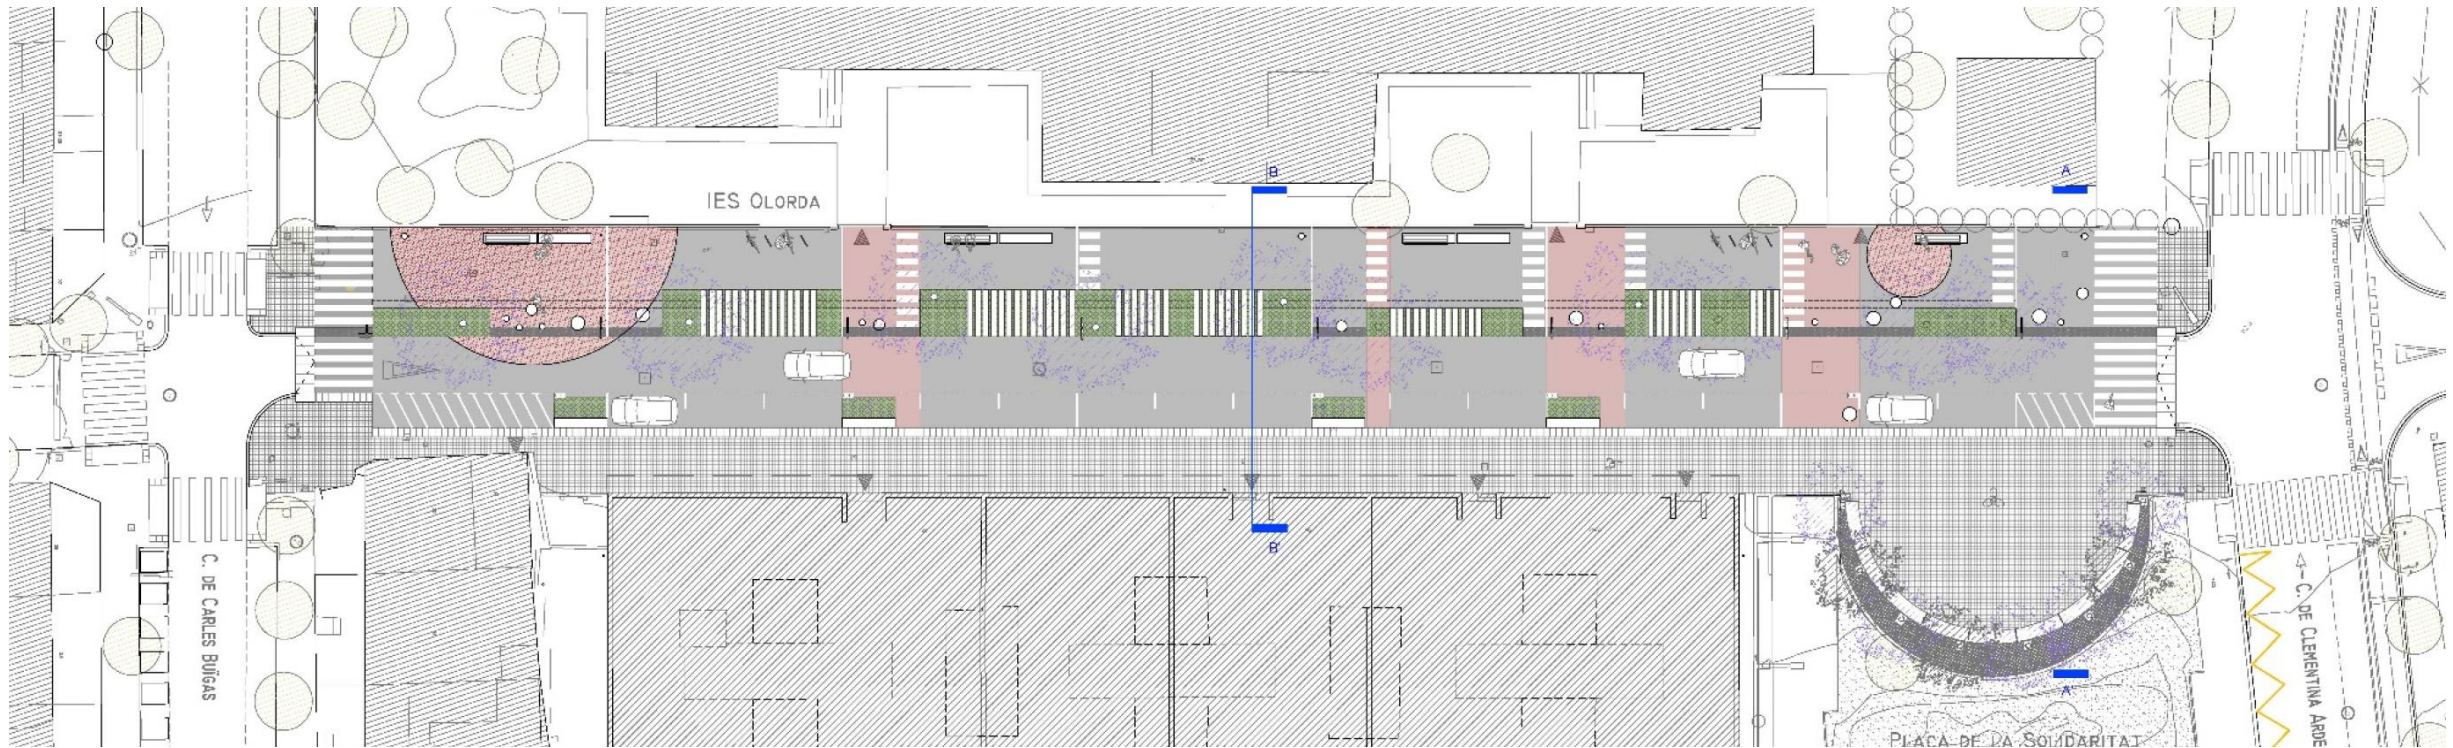 IES OLORDA
B
A
B'
A'
C. DE CARLES BUÏGAS
C. DE CLEMENTINA ARDE
PLAÇA DE LA SOLIDARITAT